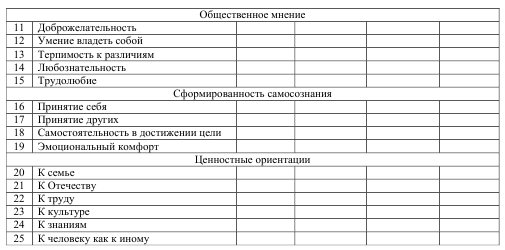 Общественное мнение
11 Доброжелательность
12 Умение владеть собой
13 Терпимость к различиям
14 Любознательность
15 Трудолюбие
Сформированность самосознания
16 Принятие себя
17 Принятие других
18 Самостоятельность в достижении цели
19 Эмоциональный комфорт
Ценностные ориентации
20 К семье
21 К Отечеству
22 К труду
23 К культуре
24 К знаниям
25 К человеку как к иному